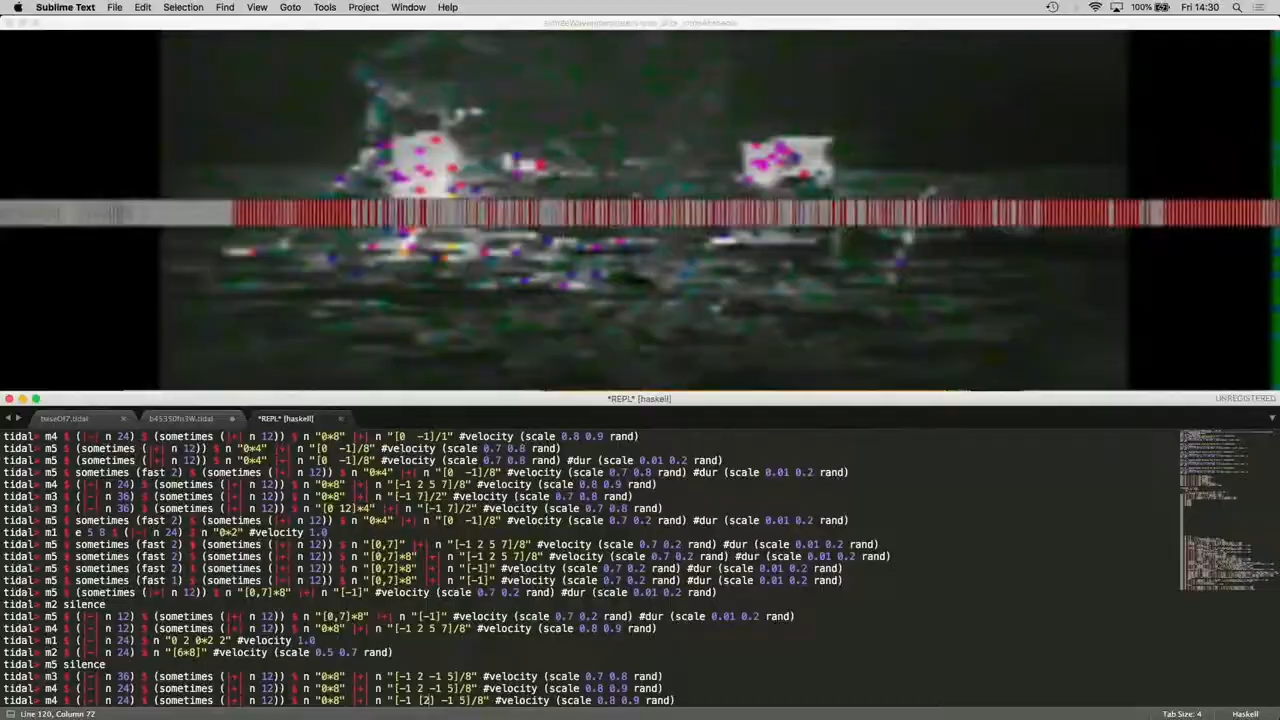 Sublime Text File Edit Selection Find View Goto Tools Project Window Help 100% Fri 14:30
*REPL* [haskell] UNREGISTERED
*REPL* [haskell]
tidal> m4 $ (|-| n 24) $ (sometimes (|+| n 12)) $ n "0*8" |+| n "[0 -1]/1" #velocity (scale 0.8 0.9 rand)
tidal> m5 $ (|-| n 24) $ (sometimes (|+| n 12)) $ n "0*4" |+| n "[0 -1]/8" #velocity (scale 0.7 0.8 rand)
tidal> m5 $ (|-| n 24) $ (sometimes (|+| n 12)) $ n "0*4" |+| n "[0 -1]/8" #velocity (scale 0.7 0.8 rand) #dur (scale 0.01 0.2 rand)
tidal> m5 $ sometimes (fast 2) $ (sometimes (|+| n 12)) $ n "0*4" |+| n "[0 -1]/8" #velocity (scale 0.7 0.8 rand) #dur (scale 0.01 0.2 rand)
tidal> m4 $ (|-| n 24) $ (sometimes (|+| n 12)) $ n "0*8" |+| n "[-1 2 5 7]/8" #velocity (scale 0.8 0.9 rand)
tidal> m3 $ (|-| n 36) $ (sometimes (|+| n 12)) $ n "0*8" |+| n "[-1 7]/2" #velocity (scale 0.7 0.8 rand)
tidal> m3 $ (|-| n 36) $ (sometimes (|+| n 12)) $ n "[0 12]*4" |+| n "[-1 7]/2" #velocity (scale 0.7 0.8 rand)
tidal> m5 $ sometimes (fast 2) $ (sometimes (|+| n 12)) $ n "0*4" |+| n "[0 -1]/8" #velocity (scale 0.7 0.2 rand) #dur (scale 0.01 0.2 rand)
tidal> m1 $ e 5 8 $ (|-| n 24) $ n "0*2" #velocity 1.0
tidal> m5 $ sometimes (fast 2) $ (sometimes (|+| n 12)) $ n "[0,7]" |+| n "[-1 2 5 7]/8" #velocity (scale 0.7 0.2 rand) #dur (scale 0.01 0.2 rand)
tidal> m5 $ sometimes (fast 2) $ (sometimes (|+| n 12)) $ n "[0,7]*8" |+| n "[-1 2 5 7]/8" #velocity (scale 0.7 0.2 rand) #dur (scale 0.01 0.2 rand)
tidal> m5 $ sometimes (fast 2) $ (sometimes (|+| n 12)) $ n "[0,7]*8" |+| n "[-1]" #velocity (scale 0.7 0.2 rand) #dur (scale 0.01 0.2 rand)
tidal> m5 $ sometimes (fast 1) $ (sometimes (|+| n 12)) $ n "[0,7]*8" |+| n "[-1]" #velocity (scale 0.7 0.2 rand) #dur (scale 0.01 0.2 rand)
tidal> m5 $ (sometimes (|+| n 12)) $ n "[0,7]*8" |+| n "[-1]" #velocity (scale 0.7 0.2 rand) #dur (scale 0.01 0.2 rand)
tidal> m2 silence
tidal> m5 $ (|-| n 12) $ (sometimes (|+| n 12)) $ n "[0,7]*8" |+| n "[-1]" #velocity (scale 0.7 0.2 rand) #dur (scale 0.01 0.2 rand)
tidal> m4 $ (|-| n 12) $ (sometimes (|+| n 12)) $ n "0*8" |+| n "[-1 2 5 7]/8" #velocity (scale 0.8 0.9 rand)
tidal> m1 $ (|-| n 24) $ n "0 2 0*2 2" #velocity 1.0
tidal> m2 $ (|-| n 24) $ n "[6*8]" #velocity (scale 0.5 0.7 rand)
tidal> m5 silence
tidal> m3 $ (|-| n 36) $ (sometimes (|+| n 12)) $ n "0*8" |+| n "[-1 2 -1 5]/8" #velocity (scale 0.7 0.8 rand)
tidal> m4 $ (|-| n 24) $ (sometimes (|+| n 12)) $ n "0*8" |+| n "[-1 2 -1 5]/8" #velocity (scale 0.8 0.9 rand)
tidal> m4 $ (|-| n 24) $ (sometimes (|+| n 12)) $ n "0*8" |+| n "[-1 [2] -1 5]/8" #velocity (scale 0.8 0.9 rand)
Line 120, Column 72 Tab Size: 4 Haskell